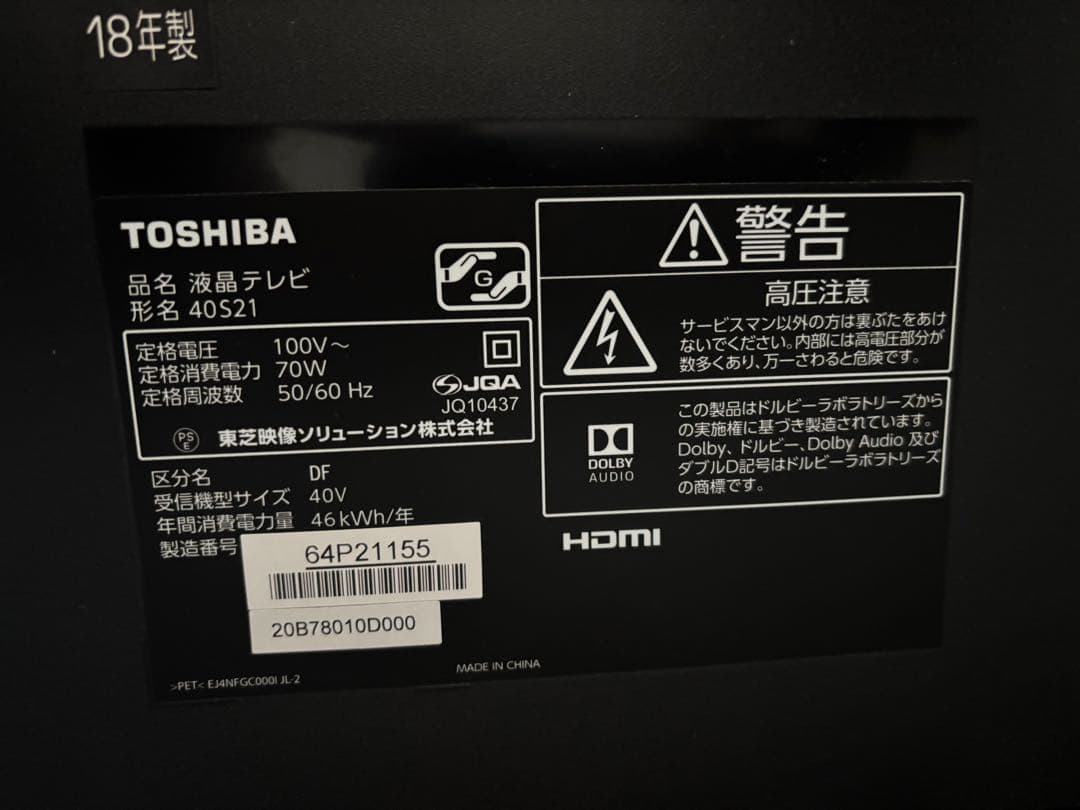 18年製
TOSHIBA
品名 液晶テレビ
形名 40S21
G
定格電圧 100V～
定格消費電力 70W
定格周波数 50/60 Hz
JQA
JQ10437
PS
E
東芝映像ソリューション株式会社
区分名 DF
受信機型サイズ 40V
年間消費電力量 46kWh/年
製造番号
64P21155
20B78010D000
>PET< EJ4NFGC000I JL-2
MADE IN CHINA
警告
高圧注意
サービスマン以外の方は裏ぶたをあけ
ないでください。内部には高電圧部分が
数多くあり、万一さわると危険です。
DOLBY
AUDIO
この製品はドルビーラボラトリーズから
の実施権に基づき製造されています。
Dolby、ドルビー、Dolby Audio 及び
ダブルD記号はドルビーラボラトリーズ
の商標です。
HDMI